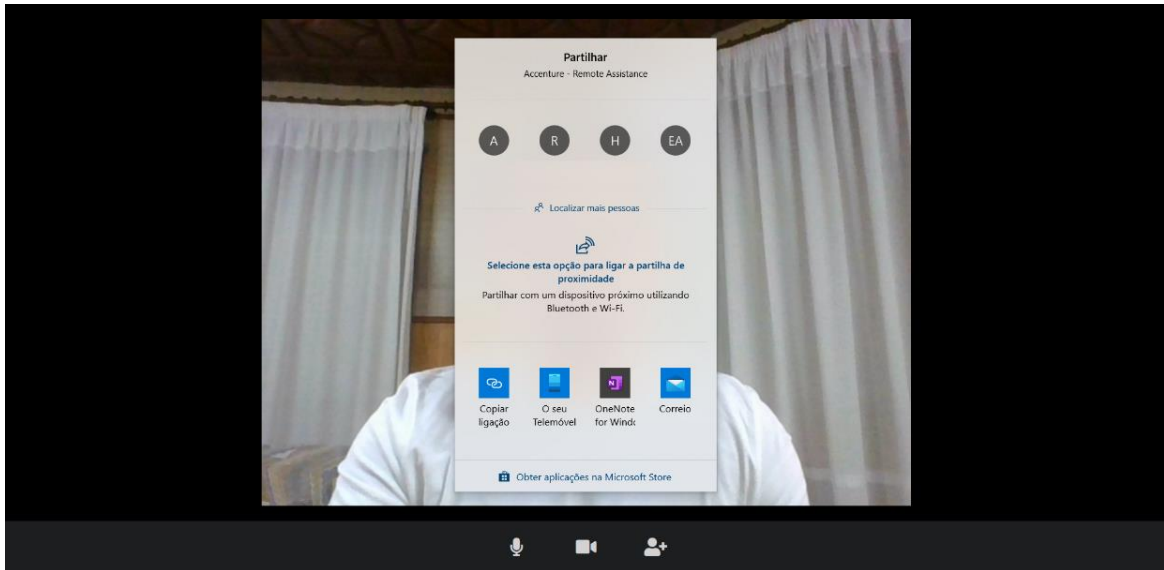 Partilhar
Accenture - Remote Assistance
A R H EA
Localizar mais pessoas
Selecione esta opção para ligar a partilha de
proximidade
Partilhar com um dispositivo próximo utilizando
Bluetooth e Wi-Fi.
Copiar
ligação
O seu
Telemóvel
OneNote
for Windo
Correio
Obter aplicações na Microsoft Store